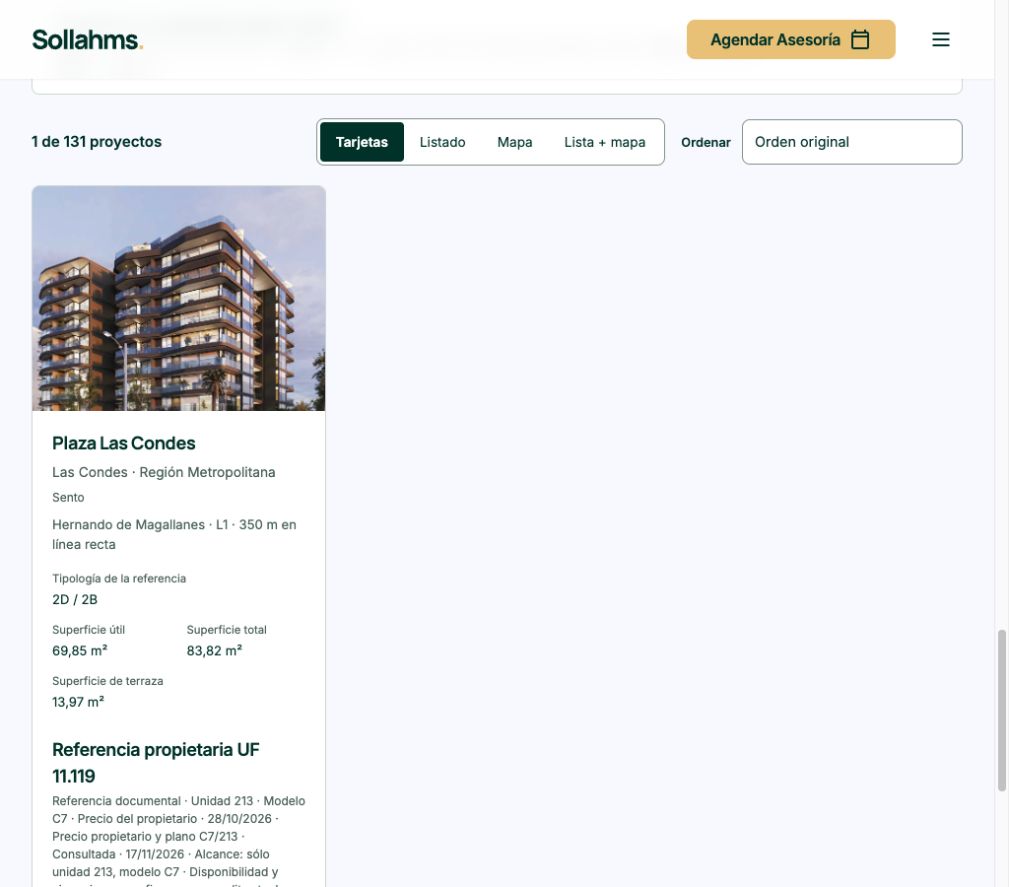 Sollahms.
Agendar Asesoría
1 de 131 proyectos
Tarjetas
Listado
Mapa
Lista + mapa
Ordenar
Orden original
Plaza Las Condes
Las Condes · Región Metropolitana
Sento
Hernando de Magallanes · L1 · 350 m en
línea recta
Tipología de la referencia
2D / 2B
Superficie útil
Superficie total
69,85 m²
83,82 m²
Superficie de terraza
13,97 m²
Referencia propietaria UF
11.119
Referencia documental · Unidad 213 · Modelo
C7 · Precio del propietario · 28/10/2026 ·
Precio propietario y plano C7/213 ·
Consultada · 17/11/2026 · Alcance: sólo
unidad 213, modelo C7 · Disponibilidad y